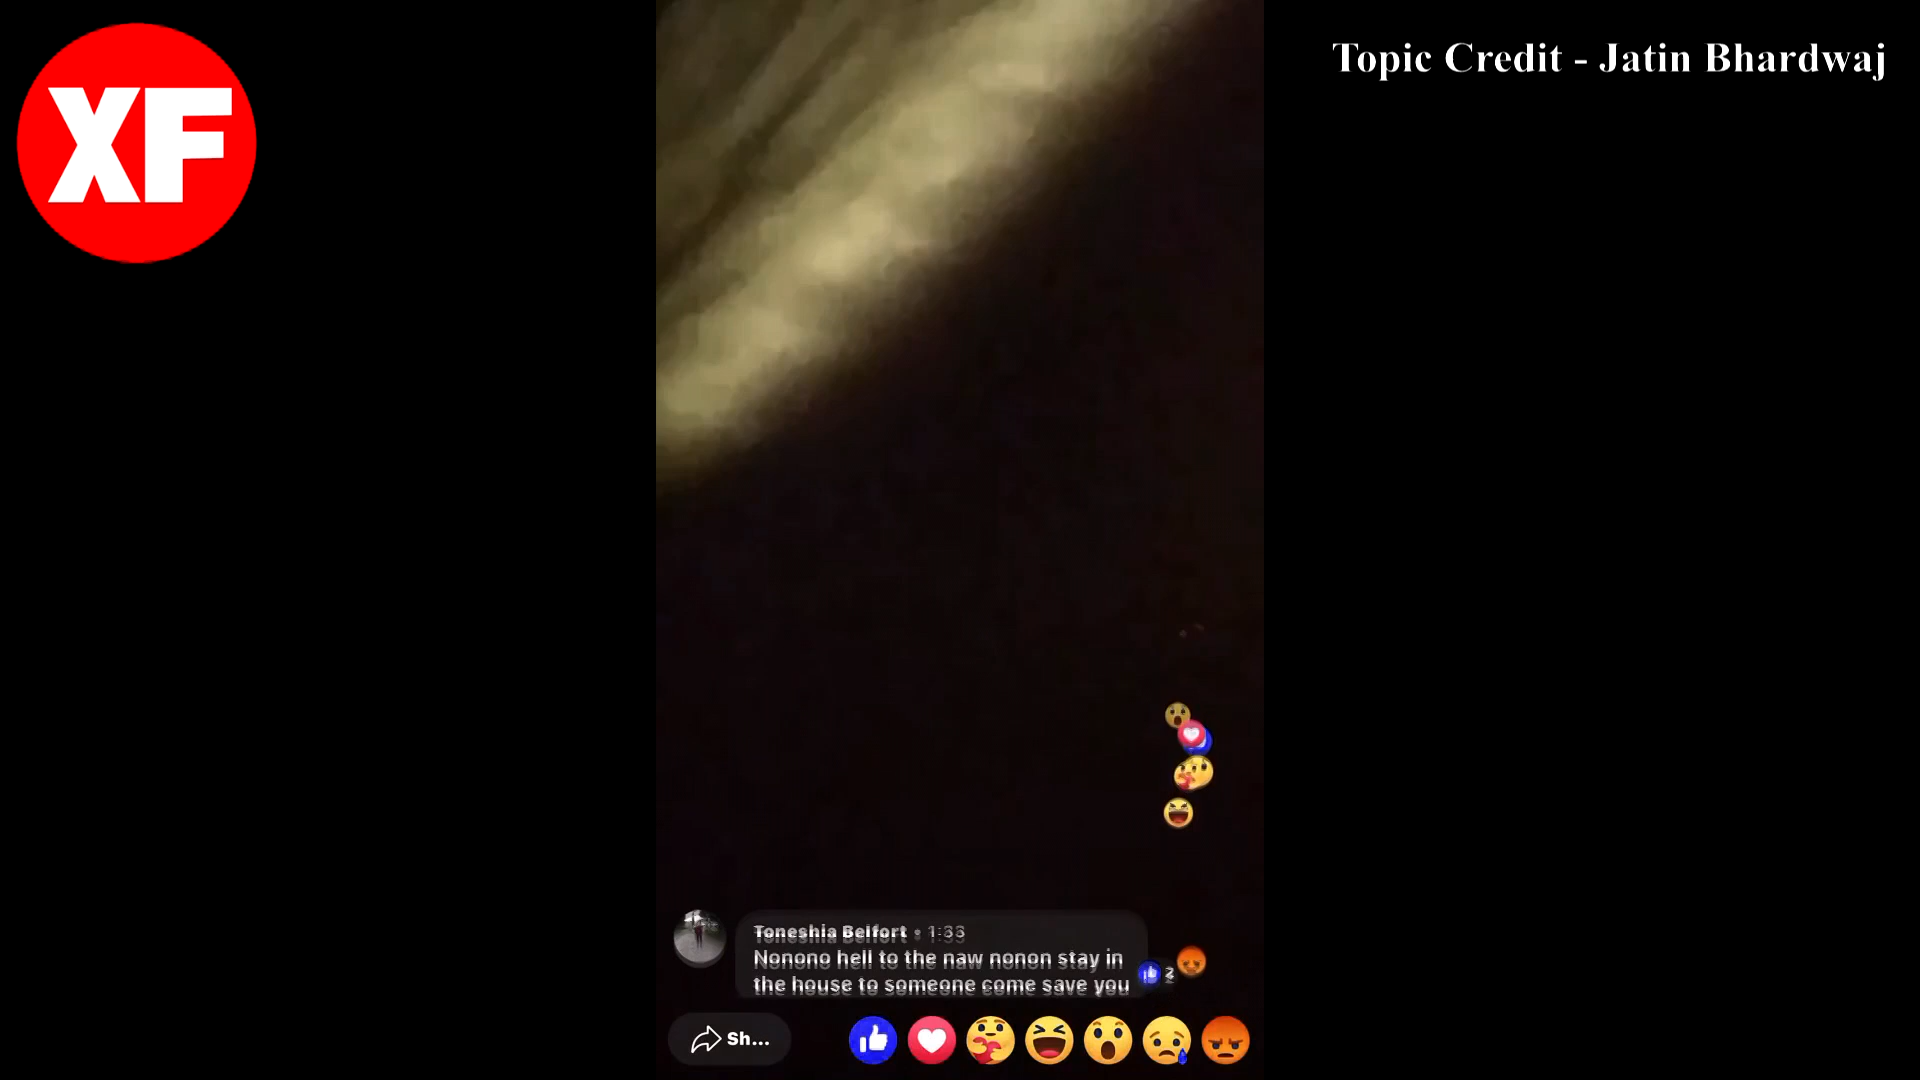 XF
Topic Credit - Jatin Bhardwaj
Toneshia Belfort • 1:33
Nonono hell to the naw nonon stay in
the house to someone come save you
2
Sh...